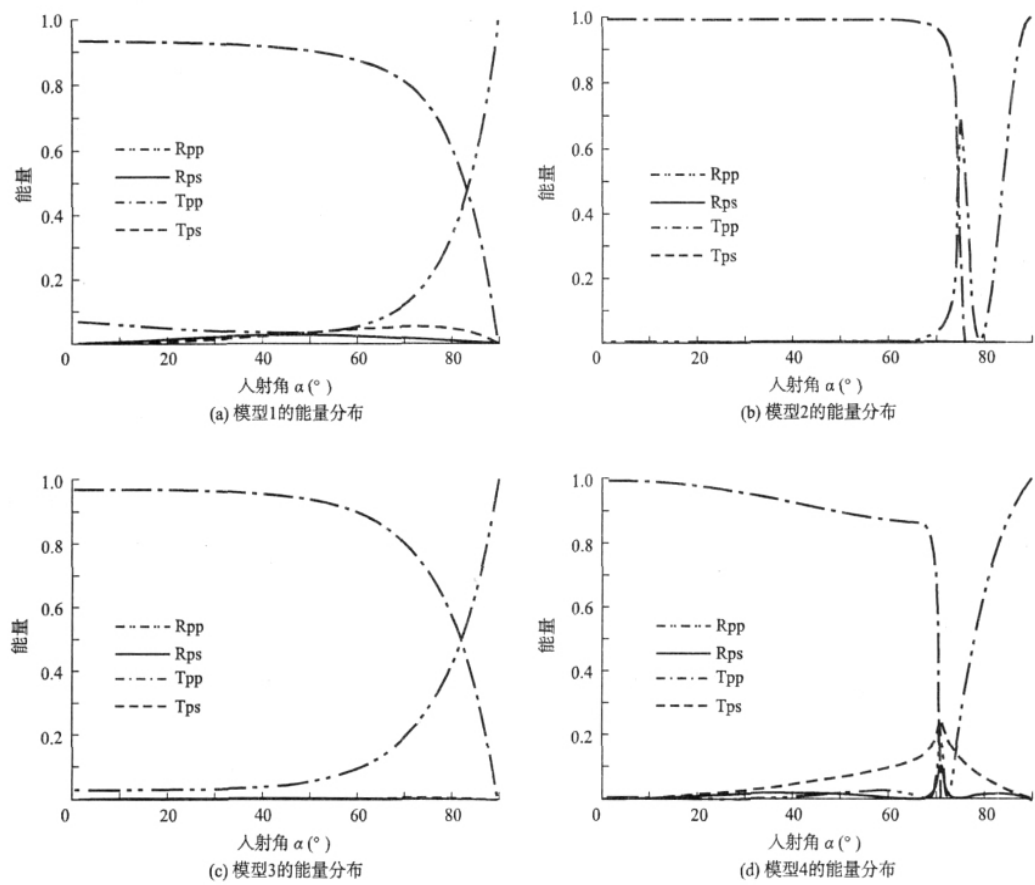 1.0
0.8
0.6
0.4
0.2
能量
Rpp
Rps
Tpp
Tps
0
20
40
60
80
入射角 α (°)
(a) 模型1的能量分布
1.0
0.8
0.6
0.4
0.2
能量
Rpp
Rps
Tpp
Tps
0
20
40
60
80
入射角 α (°)
(b) 模型2的能量分布
1.0
0.8
0.6
0.4
0.2
能量
Rpp
Rps
Tpp
Tps
0
20
40
60
80
入射角 α (°)
(c) 模型3的能量分布
1.0
0.8
0.6
0.4
0.2
能量
Rpp
Rps
Tpp
Tps
0
20
40
60
80
入射角 α (°)
(d) 模型4的能量分布